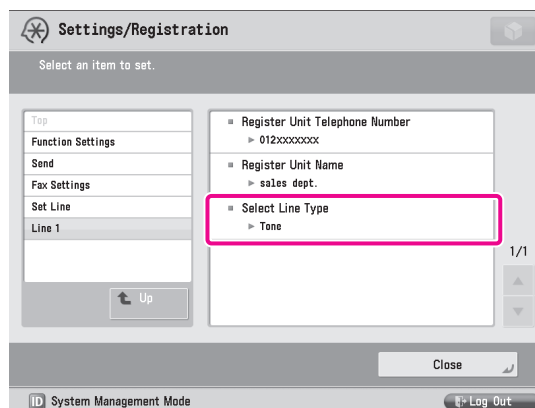 Settings/Registration
Select an item to set.
Top
Function Settings
Send
Fax Settings
Set Line
Line 1
Up
Register Unit Telephone Number
012xxxxxxx
Register Unit Name
sales dept.
Select Line Type
Tone
1/1
Close
ID System Management Mode
Log Out